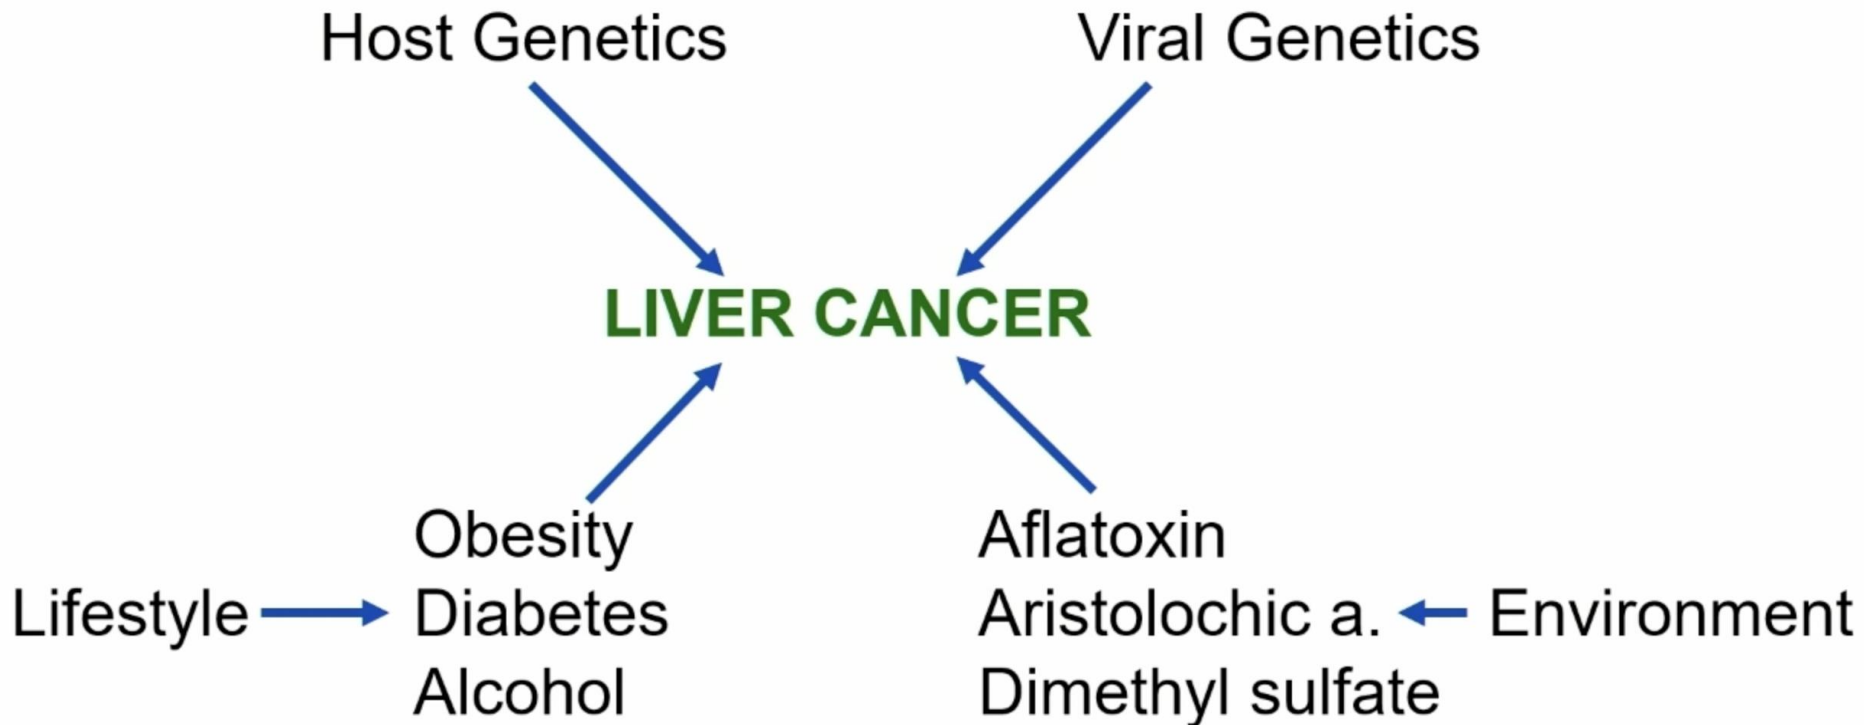 Host Genetics
Viral Genetics
LIVER CANCER
Obesity
Aflatoxin
Lifestyle
Diabetes
Aristolochic a.
Environment
Alcohol
Dimethyl sulfate